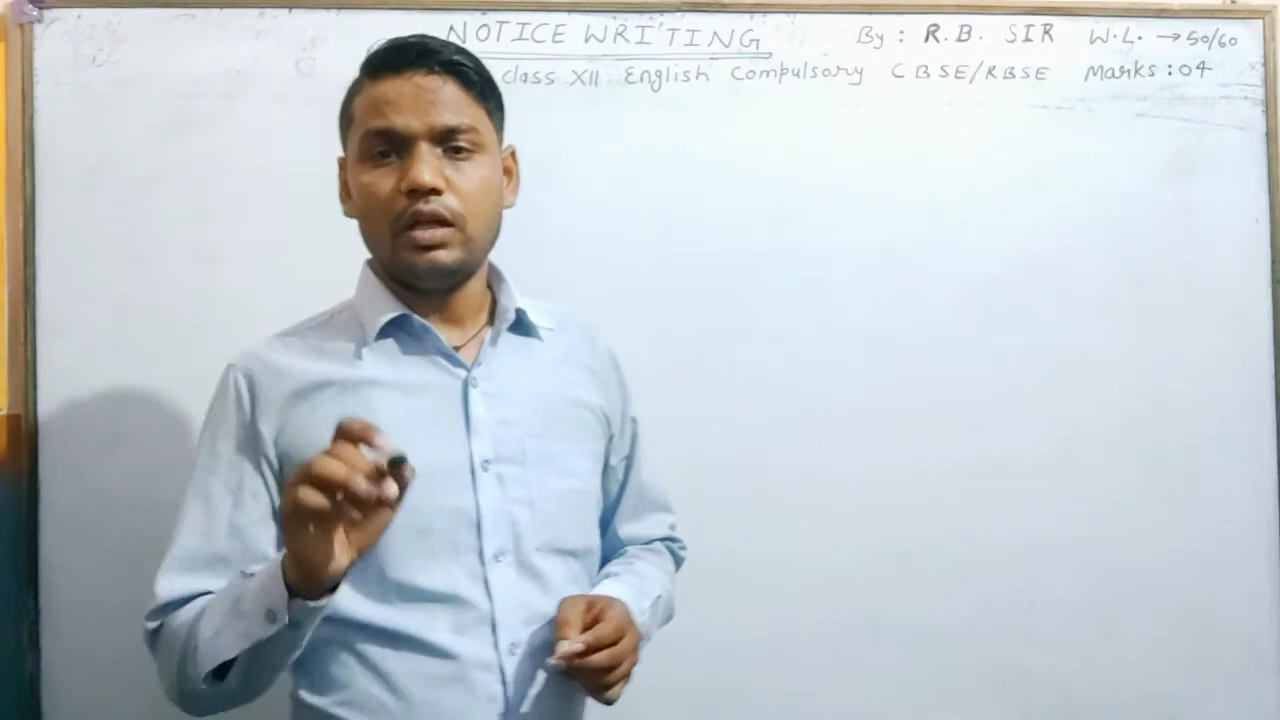 NOTICE WRITING By : R.B. SIR W.L. → 50/60
class XII English Compulsory CBSE/RBSE Marks : 04